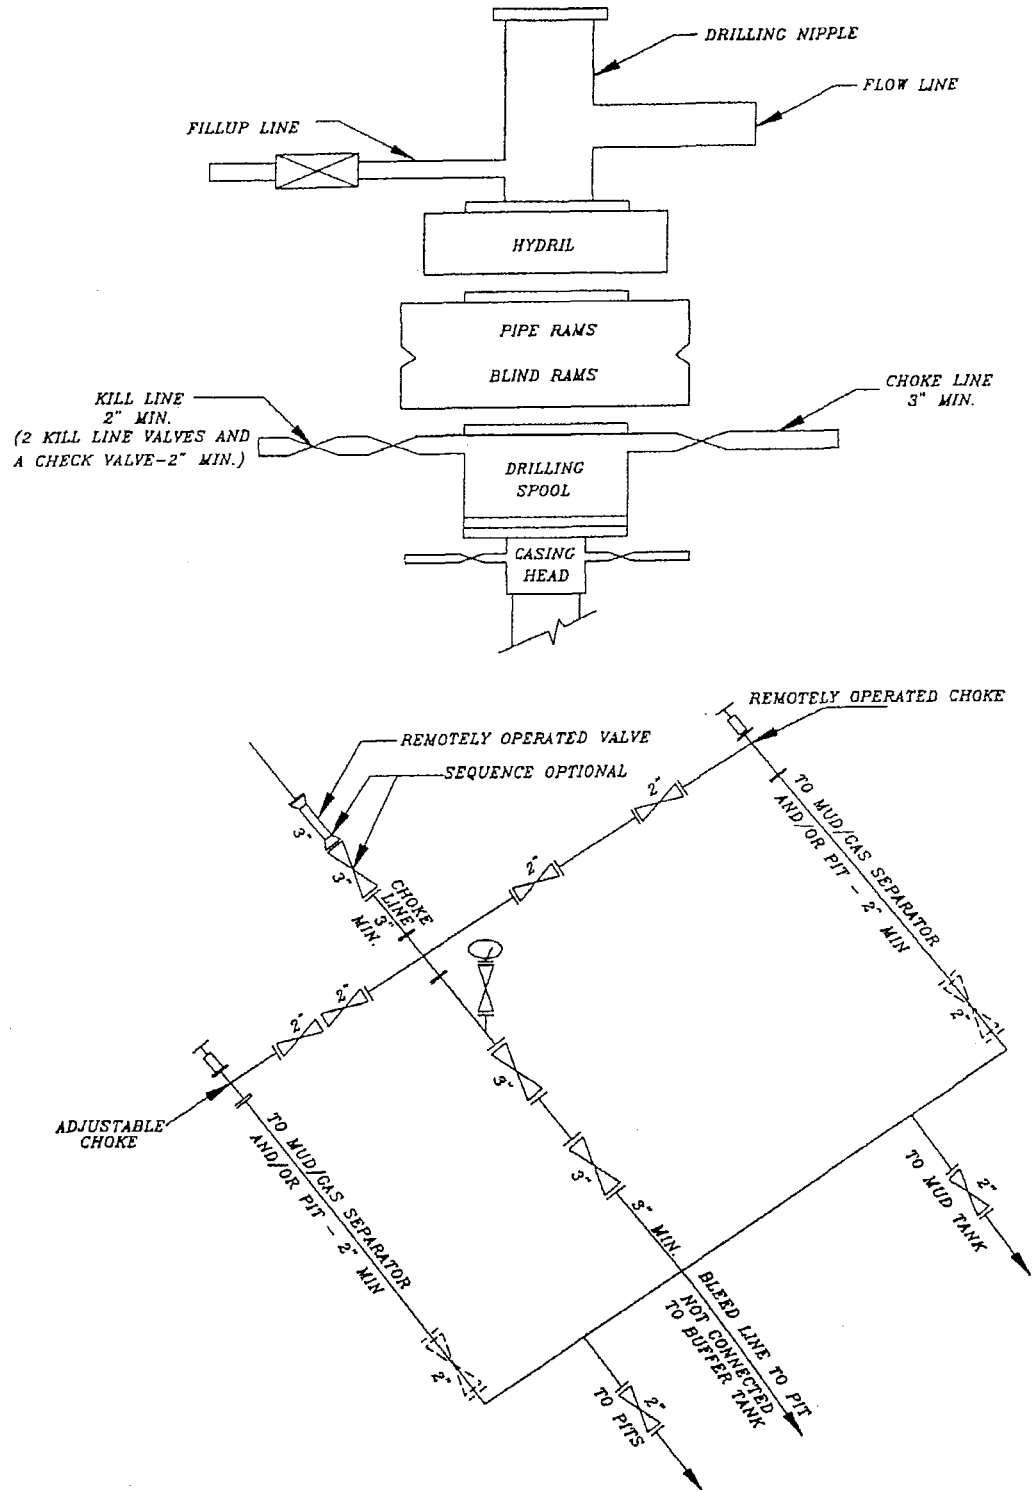 DRILLING NIPPLE
FLOW LINE
FILLUP LINE
HYDRIL
PIPE RAMS
BLIND RAMS
KILL LINE
2" MIN.
(2 KILL LINE VALVES AND
A CHECK VALVE-2" MIN.)
CHOKE LINE
3" MIN.
DRILLING
SPOOL
CASING
HEAD
REMOTELY OPERATED CHOKE
REMOTELY OPERATED VALVE
SEQUENCE OPTIONAL
3"
3"
CHOKE
LINE
3"
MIN.
2"
2"
2"
2"
TO MUD/GAS SEPARATOR
AND/OR PIT - 2" MIN
2"
3"
3"
3" MIN.
ADJUSTABLE
CHOKE
TO MUD/GAS SEPARATOR
AND/OR PIT - 2" MIN
2"
2"
TO MUD TANK
BLEED LINE TO PIT
NOT CONNECTED
TO BUFFER TANK
2"
TO PITS